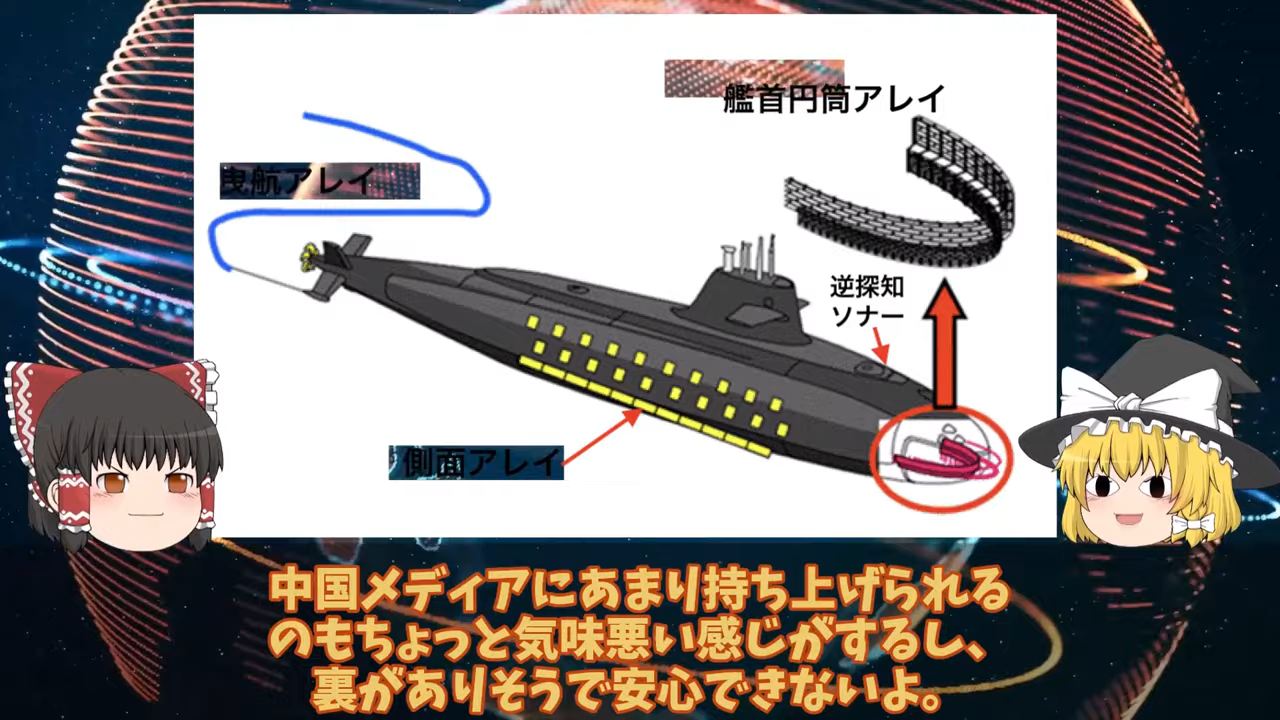 艦首円筒アレイ
曳航アレイ
逆探知
ソナー
側面アレイ
中国メディアにあまり持ち上げられる
のもちょっと気味悪い感じがするし、
裏がありそうで安心できないよ。